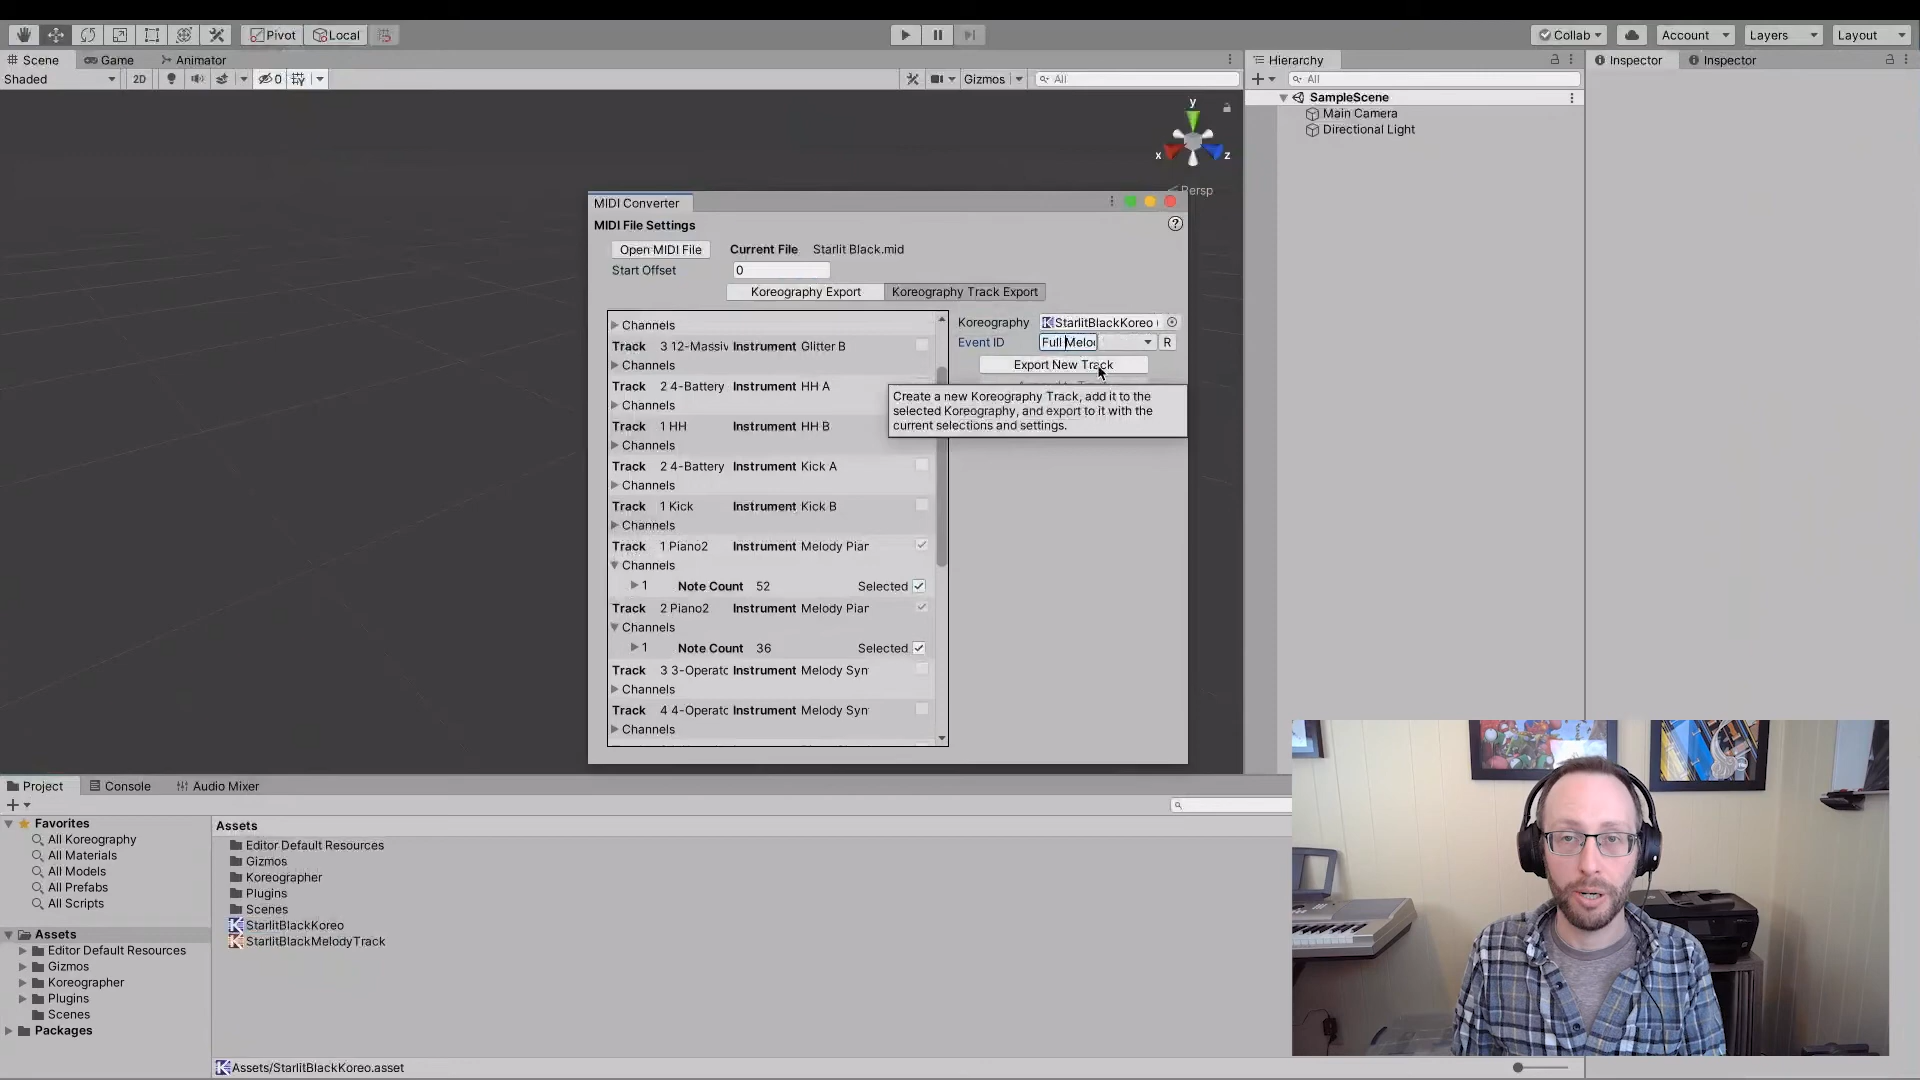 Pivot Local Collab Account Layers Layout
Scene Game Animator Hierarchy Inspector Inspector
Shaded 2D 0 Gizmos All All
SampleScene
Main Camera
Directional Light
y
x z
Persp
MIDI Converter
MIDI File Settings
Open MIDI File Current File Starlit Black.mid
Start Offset 0
Koreography Export Koreography Track Export
Channels
Track 3 12-Massiv Instrument Glitter B
Channels
Track 2 4-Battery Instrument HH A
Channels
Track 1 HH Instrument HH B
Channels
Track 2 4-Battery Instrument Kick A
Channels
Track 1 Kick Instrument Kick B
Channels
Track 1 Piano2 Instrument Melody Piar
Channels
1 Note Count 52 Selected
Track 2 Piano2 Instrument Melody Piar
Channels
1 Note Count 36 Selected
Track 3 3-Operatc Instrument Melody Syn
Channels
Track 4 4-Operatc Instrument Melody Syn
Channels
Koreography StarlitBlackKoreo
Event ID Full Melo R
Export New Track
Create a new Koreography Track, add it to the
selected Koreography, and export to it with the
current selections and settings.
Project Console Audio Mixer
Favorites
All Koreography
All Materials
All Models
All Prefabs
All Scripts
Assets
Editor Default Resources
Gizmos
Koreographer
Plugins
Scenes
Packages
Assets
Editor Default Resources
Gizmos
Koreographer
Plugins
Scenes
StarlitBlackKoreo
StarlitBlackMelodyTrack
Assets/StarlitBlackKoreo.asset